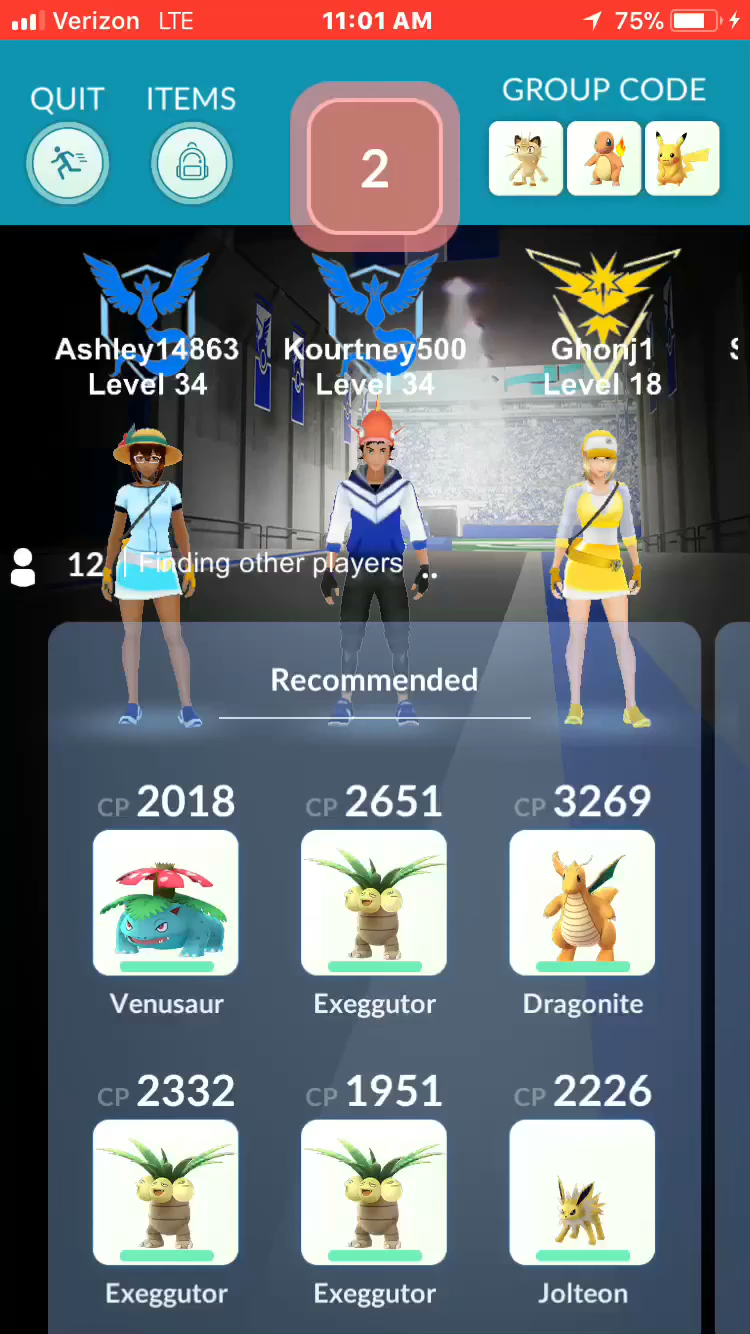 Verizon LTE 11:01 AM 75%
QUIT ITEMS GROUP CODE
2
Ashley14863 Kourtney500 Ghonj1
Level 34 Level 34 Level 18
12 | Finding other players ..
Recommended
CP 2018 CP 2651 CP 3269
Venusaur Exeggutor Dragonite
CP 2332 CP 1951 CP 2226
Exeggutor Exeggutor Jolteon